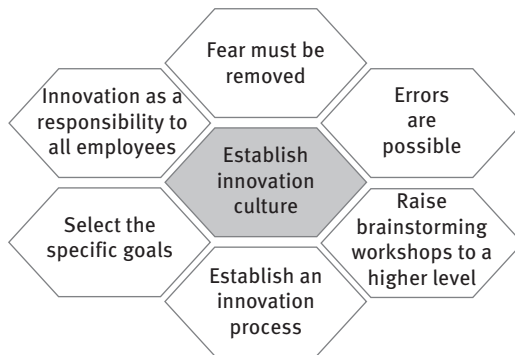 Fear must be
removed
Innovation as a
responsibility to
all employees
Errors
are
possible
Establish
innovation
culture
Select the
specific goals
Raise
brainstorming
workshops to a
higher level
Establish an
innovation
process